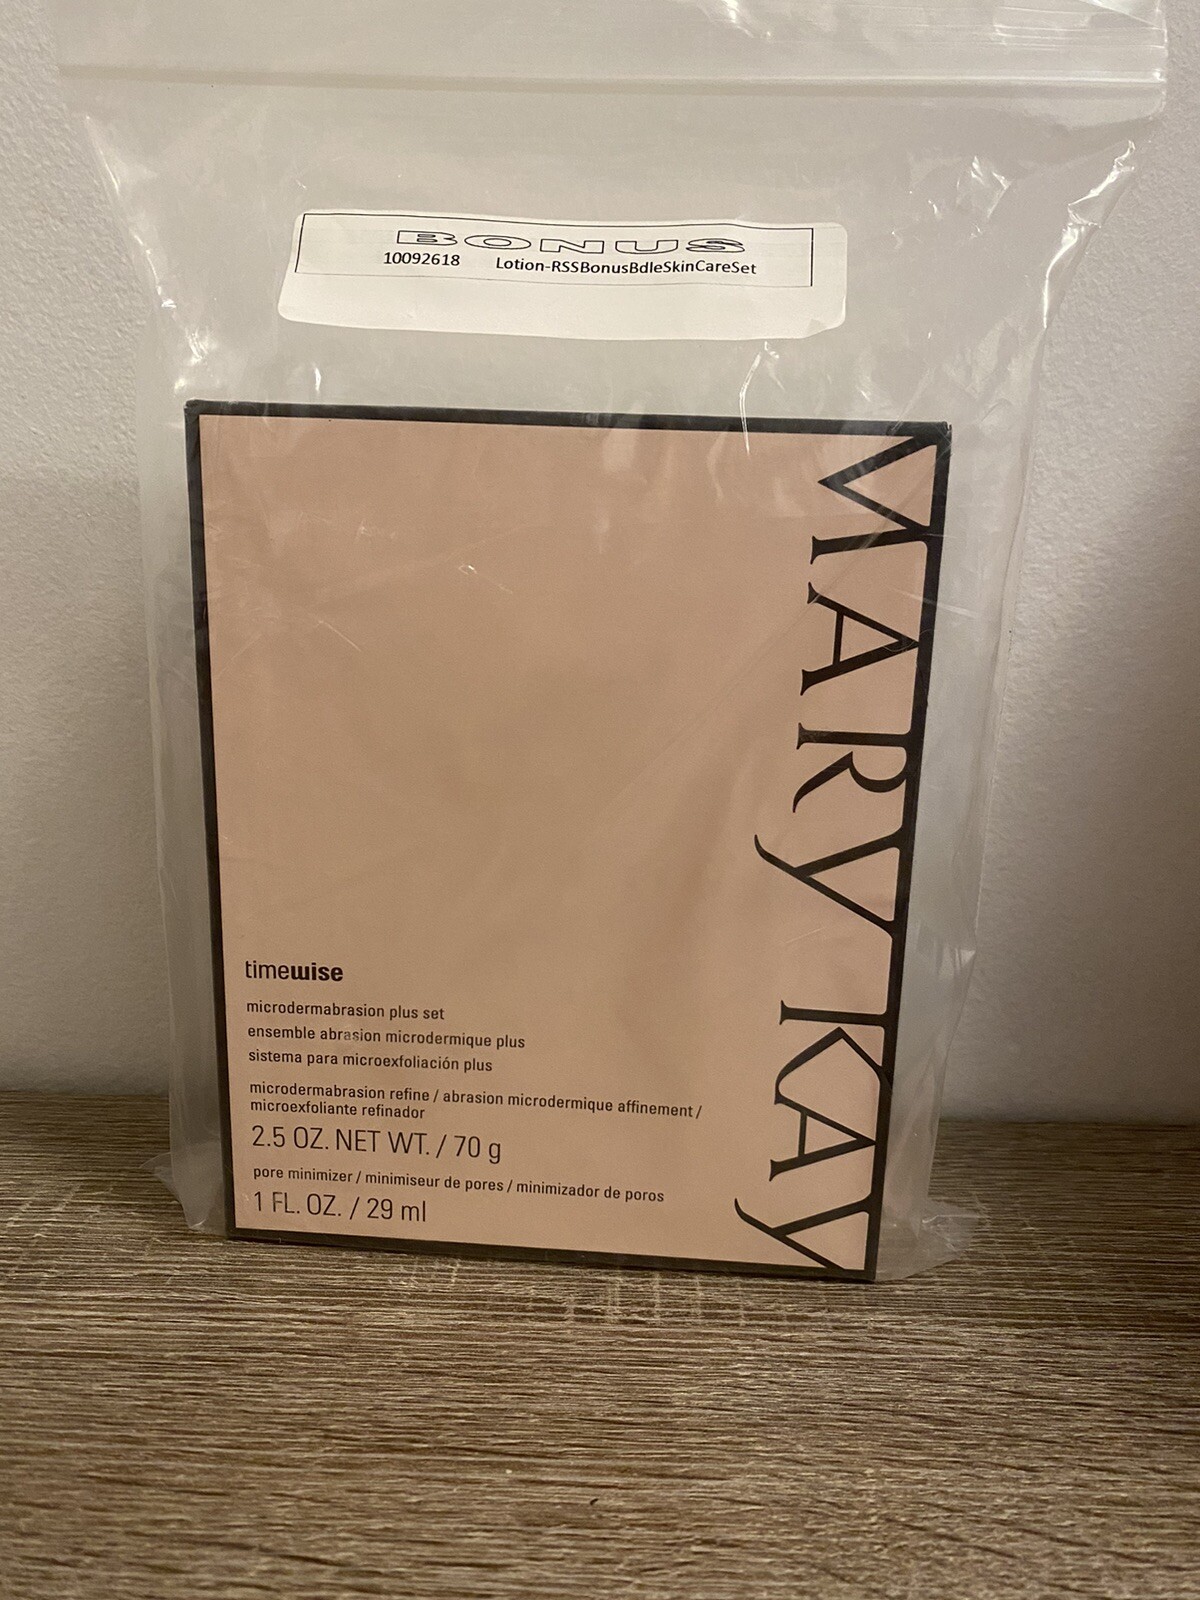 BONUS
10092618 Lotion-RSSBonusBdleSkinCareSet
MARY KAY
timewise
microdermabrasion plus set
ensemble abrasion microdermique plus
sistema para microexfoliación plus
microdermabrasion refine / abrasion microdermique affinement /
microexfoliante refinador
2.5 OZ. NET WT. / 70 g
pore minimizer / minimiseur de pores / minimizador de poros
1 FL. OZ. / 29 ml